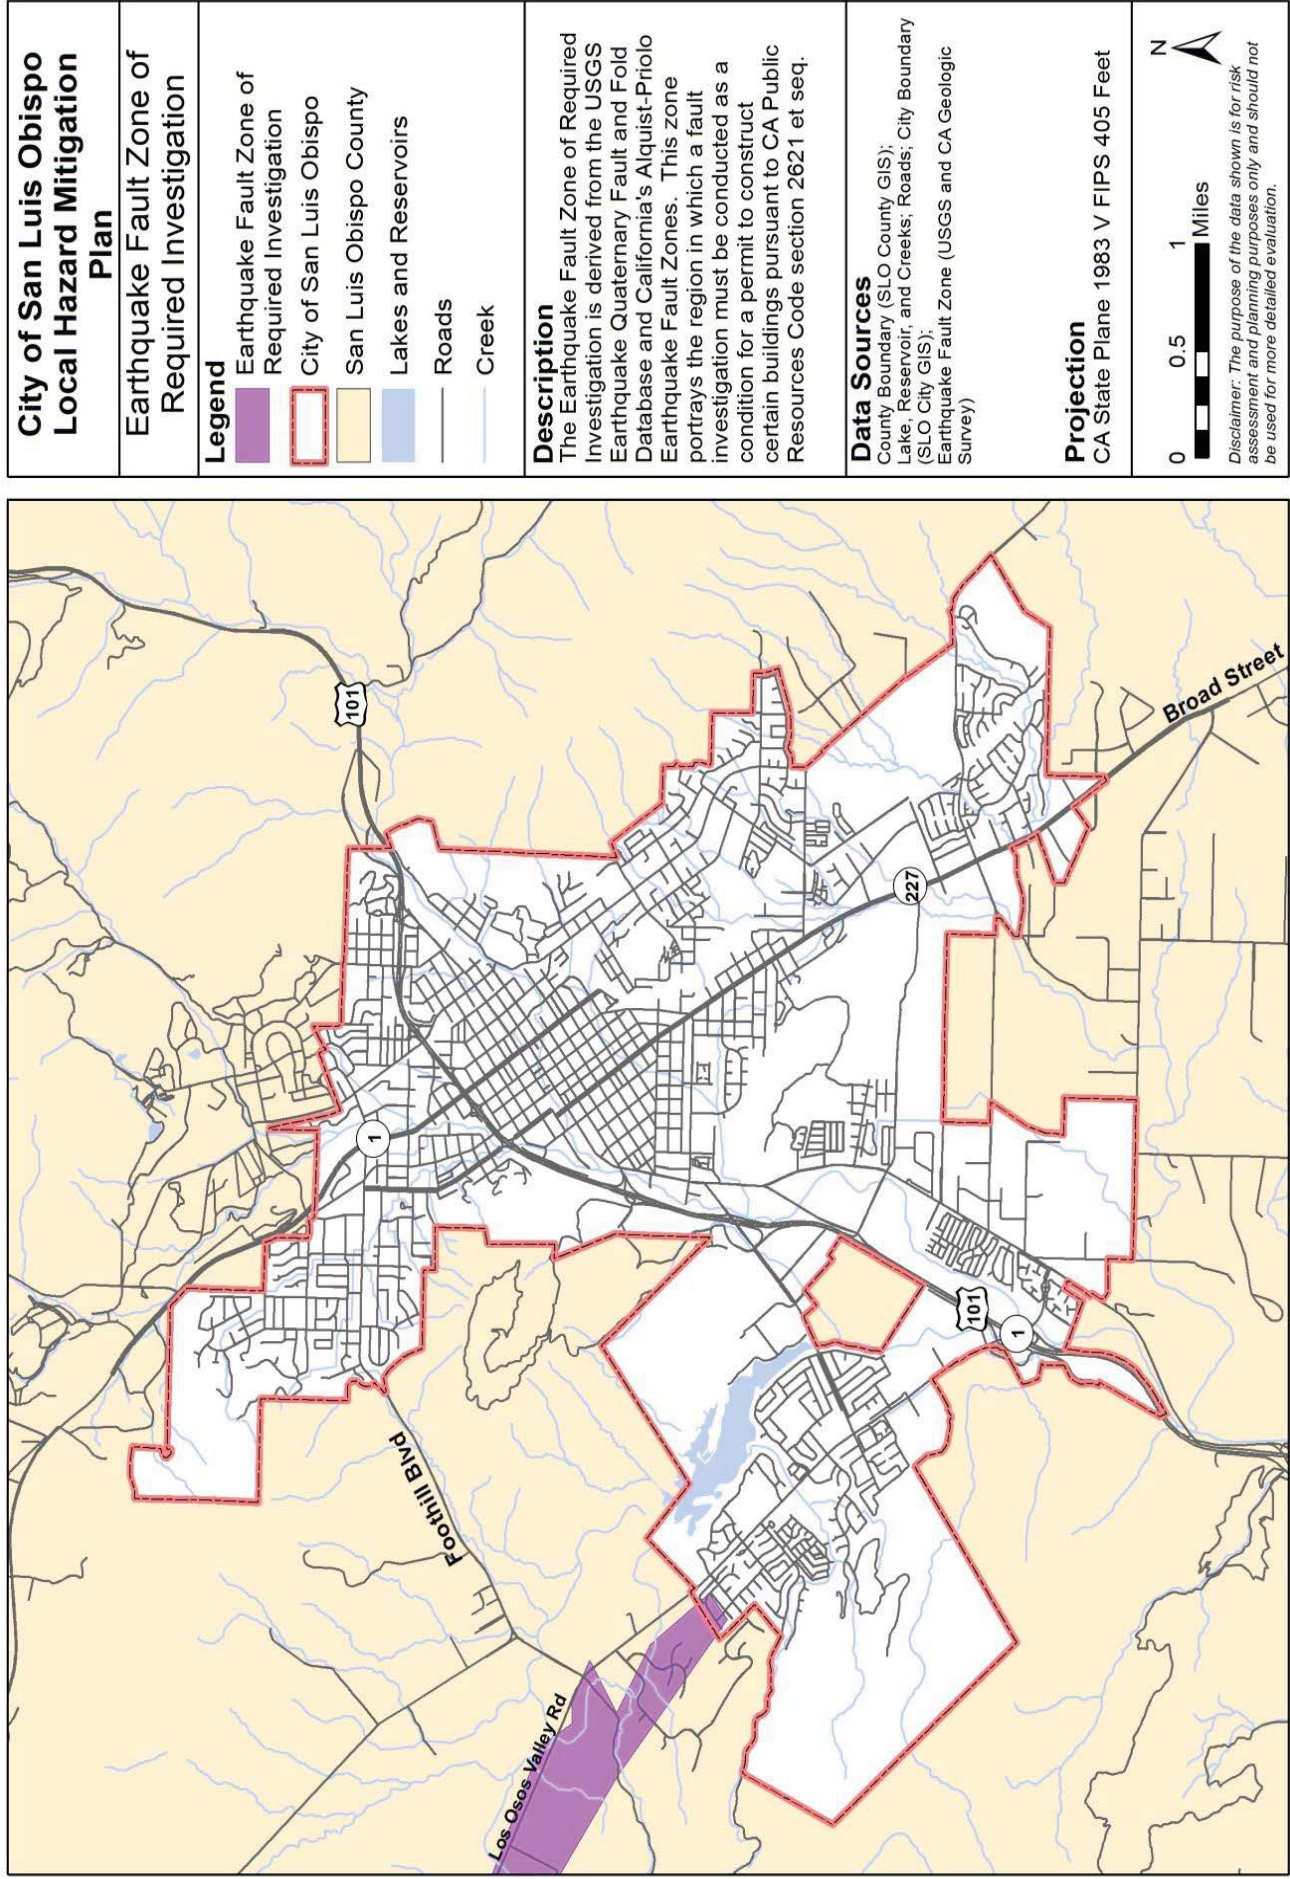 City of San Luis Obispo
Local Hazard Mitigation
Plan
Earthquake Fault Zone of
Required Investigation
Legend
Earthquake Fault Zone of
Required Investigation
City of San Luis Obispo
San Luis Obispo County
Lakes and Reservoirs
Roads
Creek
Description
The Earthquake Fault Zone of Required
Investigation is derived from the USGS
Earthquake Quaternary Fault and Fold
Database and California's Alquist-Priolo
Earthquake Fault Zones. This zone
portrays the region in which a fault
investigation must be conducted as a
condition for a permit to construct
certain buildings pursuant to CA Public
Resources Code section 2621 et seq.
Data Sources
County Boundary (SLO County GIS);
Lake, Reservoir, and Creeks; Roads; City Boundary
(SLO City GIS);
Earthquake Fault Zone (USGS and CA Geologic
Survey)
Projection
CA State Plane 1983 V FIPS 405 Feet
N
0 0.5 1
Miles
Disclaimer: The purpose of the data shown is for risk
assessment and planning purposes only and should not
be used for more detailed evaluation.
101
1
Foothill Blvd
Los Osos Valley Rd
227
101
1
Broad Street